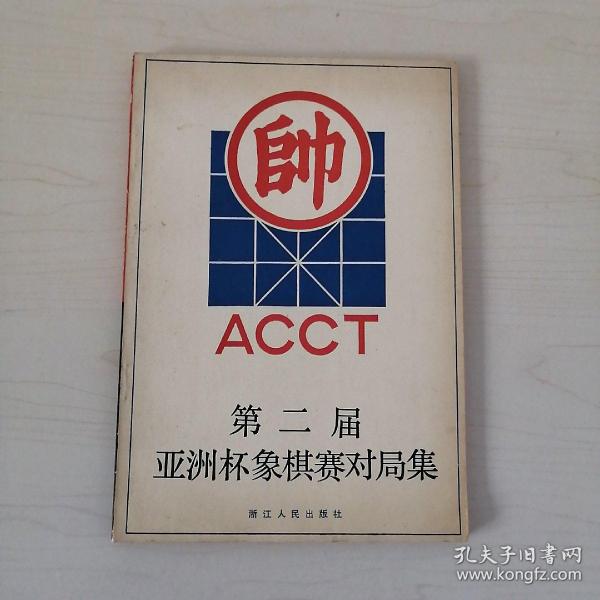 帥
ACCT
第二届
亚洲杯象棋赛对局集
浙江人民出版社
孔夫子旧书网
www.kongfz.com